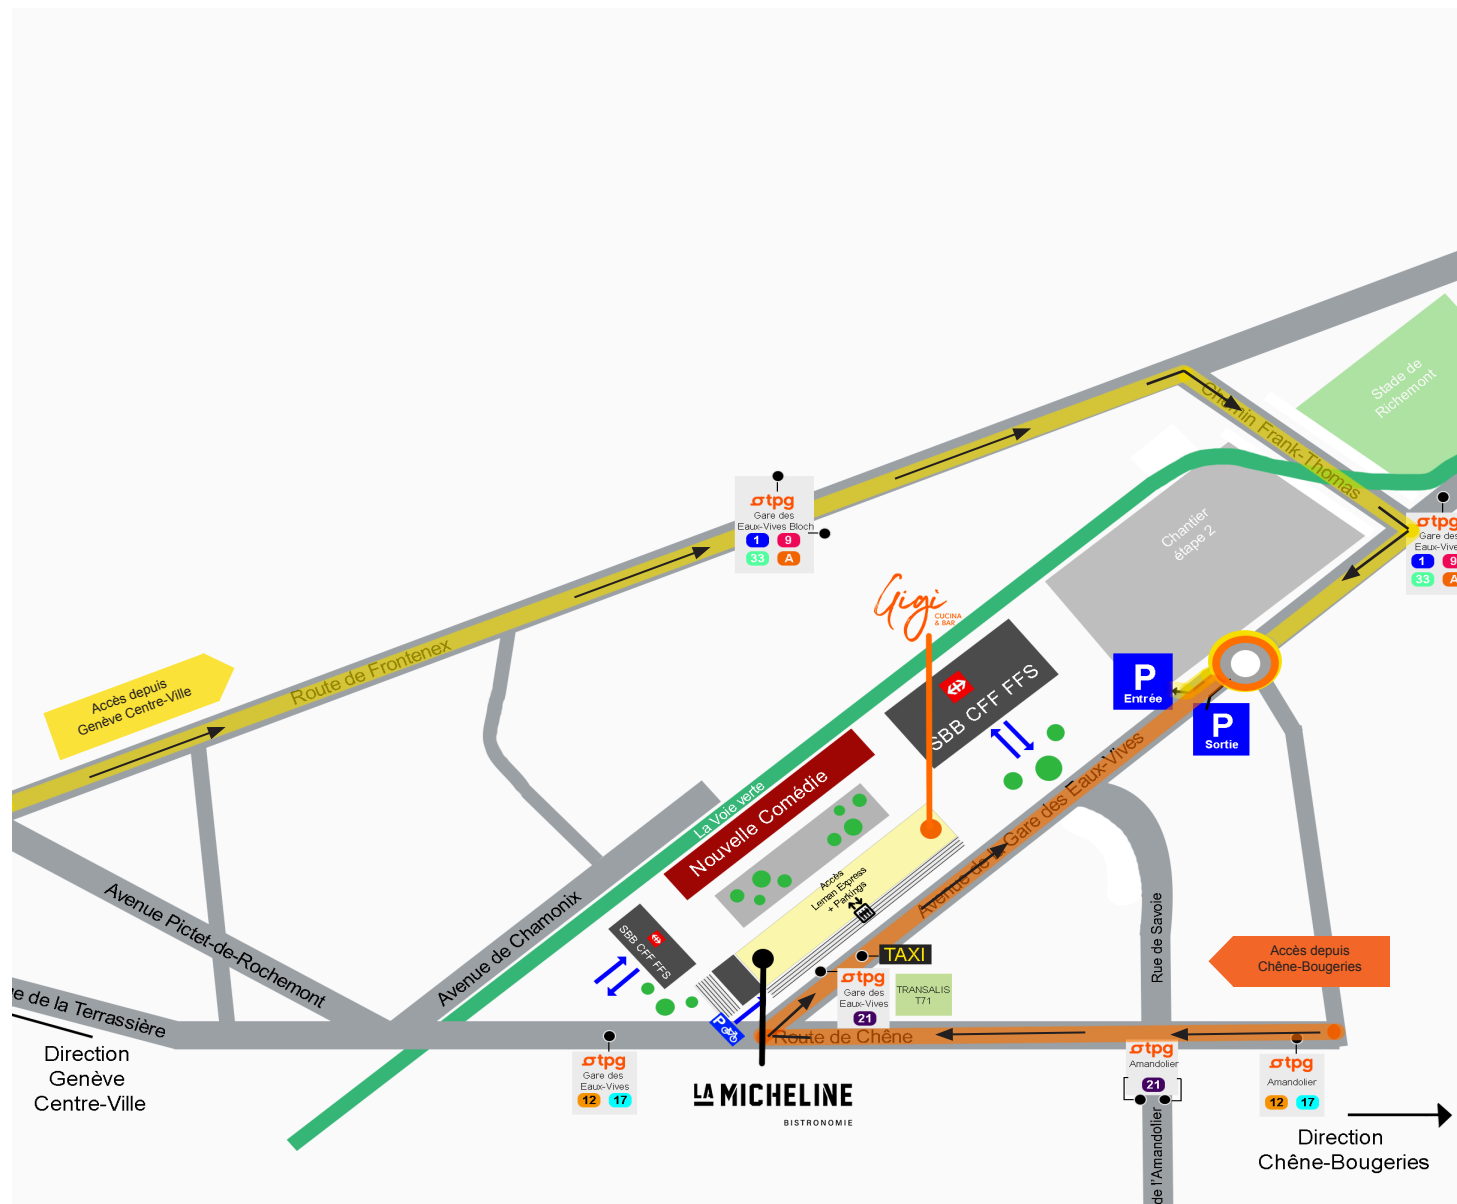 Stade de
Richemont
Chemin Frank-Thomas
tpg
Gare des
Eaux-Vives Bloch
1 9
33 A
tpg
Gare des
Eaux-Vive
1 9
33 A
Chantier
étape 2
Gigi
CUCINA
& BAR
Route de Frontenex
Accès depuis
Genève Centre-Ville
SBB CFF FFS
P
Entrée
P
Sortie
La Voie verte
Nouvelle Comédie
Avenue de la Gare des Eaux-Vives
Accès
Leman Express
+ Parkings
Avenue Pictet-de-Rochemont
Avenue de Chamonix
SBB CFF FFS
Rue de Savoie
TAXI
Accès depuis
Chêne-Bougeries
tpg
Gare des
Eaux-Vives
21
TRANSALIS
T71
e de la Terrassière
P
Route de Chêne
Direction
Genève
Centre-Ville
tpg
Gare des
Eaux-Vives
12 17
tpg
Amandolier
21
tpg
Amandolier
12 17
LA MICHELINE
BISTRONOMIE
Direction
Chêne-Bougeries
de l'Amandolier